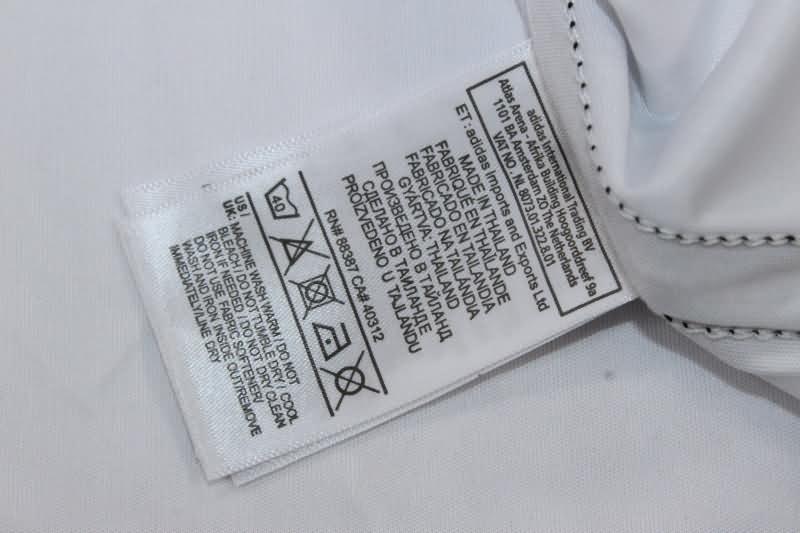 adidas International Trading BV
Atlas Arena - Afrika Building Hoogoorddreef 9a
1101 BA Amsterdam ZO The Netherlands
VAT NO. NL 8073.01.322.B.01
ET : adidas Imports and Exports Ltd
MADE IN THAILAND
FABRIQUÉ EN THAÏLANDE
FABRICADO EN TAILANDIA
FABRICADO NA TAILÂNDIA
GYÁRTVA: THAILAND
ПРОИЗВЕДЕНО В ТАЙЛАНД
СДЕЛАНО В ТАИЛАНДЕ
PROIZVEDENO U TAJLANDU
RN# 88387 CA# 40312
40
US /
UK: MACHINE WASH WARM / DO NOT
BLEACH / DO NOT TUMBLE DRY / COOL
IRON IF NEEDED / DO NOT DRY CLEAN
DO NOT USE FABRIC SOFTENER/
WASH AND IRON INSIDE OUT/REMOVE
IMMEDIATELY/LINE DRY